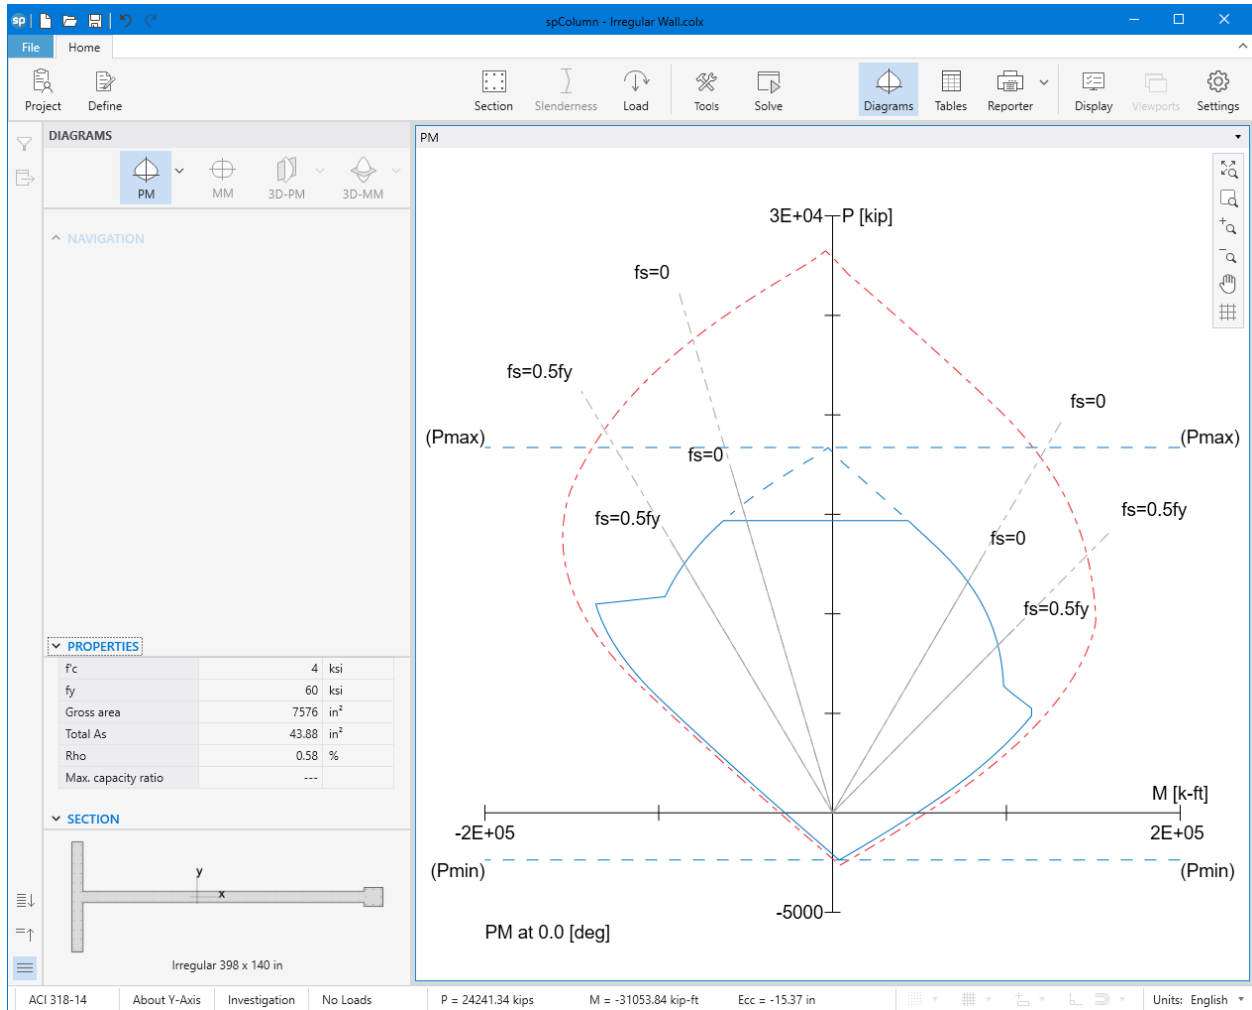 sp
spColumn - Irregular Wall.colx
File Home
Project Define Section Slenderness Load Tools Solve Diagrams Tables Reporter Display Viewports Settings
DIAGRAMS
PM MM 3D-PM 3D-MM
NAVIGATION
PROPERTIES
f'c 4 ksi
fy 60 ksi
Gross area 7576 in²
Total As 43.88 in²
Rho 0.58 %
Max. capacity ratio ---
SECTION
y
x
Irregular 398 x 140 in
PM
3E+04 P [kip]
fs=0
fs=0.5fy
fs=0
(Pmax) (Pmax)
fs=0
fs=0.5fy
fs=0.5fy
fs=0
fs=0.5fy
M [k-ft]
-2E+05 2E+05
(Pmin) (Pmin)
-5000
PM at 0.0 [deg]
ACI 318-14 About Y-Axis Investigation No Loads P = 24241.34 kips M = -31053.84 kip-ft Ecc = -15.37 in Units: English